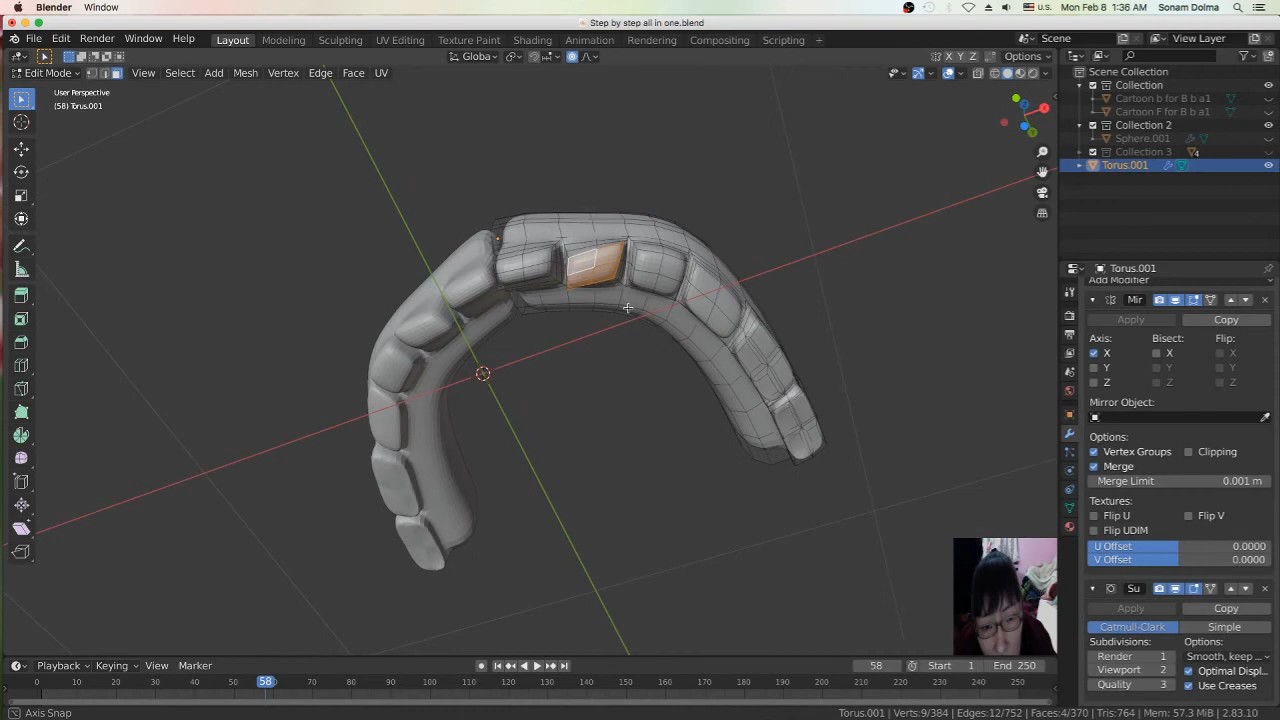 Blender Window
U.S. Mon Feb 8 1:36 AM Sonam Dolma
Step by step all in one.blend
File Edit Render Window Help
Layout Modeling Sculpting UV Editing Texture Paint Shading Animation Rendering Compositing Scripting +
Scene View Layer
Globa X Y Z Options
Edit Mode View Select Add Mesh Vertex Edge Face UV
User Perspective
(58) Torus.001
Scene Collection
Collection
Cartoon b for B b a1
Cartoon F for B b a1
Collection 2
Sphere.001
Collection 3 4
Torus.001
Torus.001
Add Modifier
Mir
Apply Copy
Axis: Bisect: Flip:
X X X
Y Y Y
Z Z Z
Mirror Object:
Options:
Vertex Groups Clipping
Merge
Merge Limit 0.001 m
Textures:
Flip U Flip V
Flip UDIM
U Offset 0.0000
V Offset 0.0000
Su
Apply Copy
Catmull-Clark Simple
Subdivisions: Options:
Render 1 Smooth, keep ...
Viewport 2 Optimal Displ...
Quality 3 Use Creases
Playback Keying View Marker 58 Start 1 End 250
0 10 20 30 40 50 58 70 80 90 100 110 120 130 140 150 160 170 180 190 200 210 220 230 240 250
Axis Snap Torus.001 | Verts:9/384 | Edges:12/752 | Faces:4/370 | Tris:764 | Mem: 57.3 MiB | 2.83.10